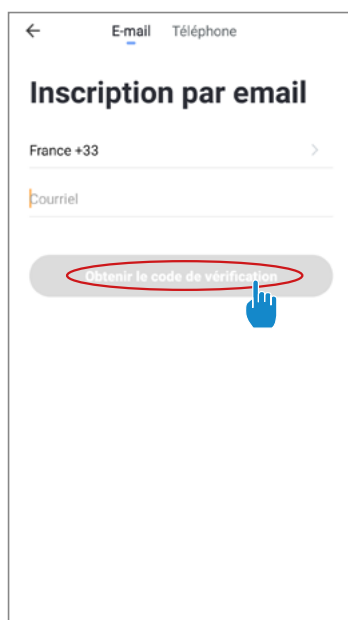 E-mail Téléphone
Inscription par email
France +33
Courriel
Obtenir le code de vérification